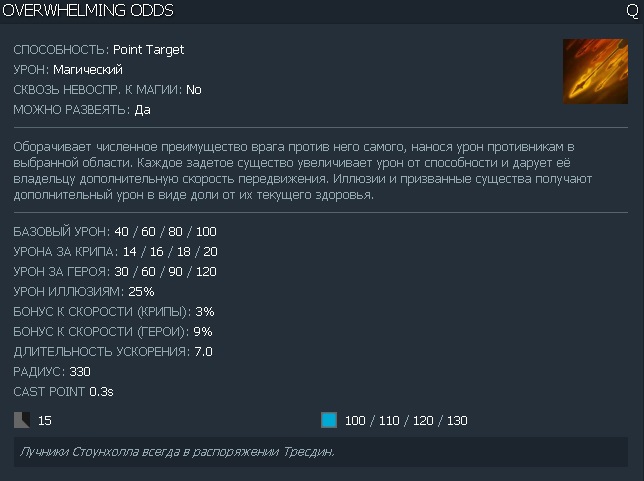 OVERWHELMING ODDS Q
СПОСОБНОСТЬ: Point Target
УРОН: Магический
СКВОЗЬ НЕВОСПР. К МАГИИ: No
МОЖНО РАЗВЕЯТЬ: Да
Оборачивает численное преимущество врага против него самого, нанося урон противникам в
выбранной области. Каждое задетое существо увеличивает урон от способности и дарует её
владельцу дополнительную скорость передвижения. Иллюзии и призванные существа получают
дополнительный урон в виде доли от их текущего здоровья.
БАЗОВЫЙ УРОН: 40 / 60 / 80 / 100
УРОНА ЗА КРИПА: 14 / 16 / 18 / 20
УРОН ЗА ГЕРОЯ: 30 / 60 / 90 / 120
УРОН ИЛЛЮЗИЯМ: 25%
БОНУС К СКОРОСТИ (КРИПЫ): 3%
БОНУС К СКОРОСТИ (ГЕРОИ): 9%
ДЛИТЕЛЬНОСТЬ УСКОРЕНИЯ: 7.0
РАДИУС: 330
CAST POINT 0.3s
15 100 / 110 / 120 / 130
Лучники Стоунхолла всегда в распоряжении Тресдин.